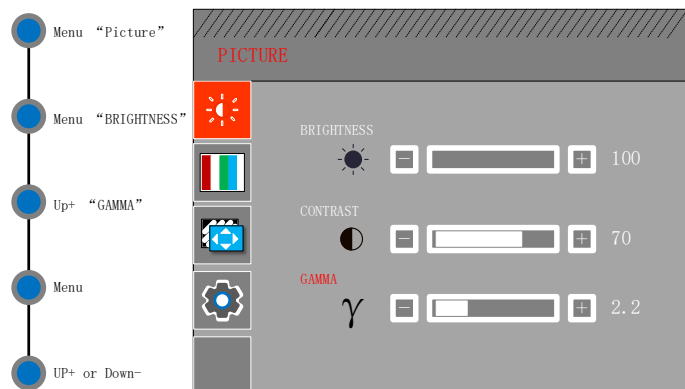 Menu “Picture”
Menu “BRIGHTNESS”
Up+ “GAMMA”
Menu
UP+ or Down-
PICTURE
BRIGHTNESS
- + 100
CONTRAST
- + 70
GAMMA
γ - + 2.2